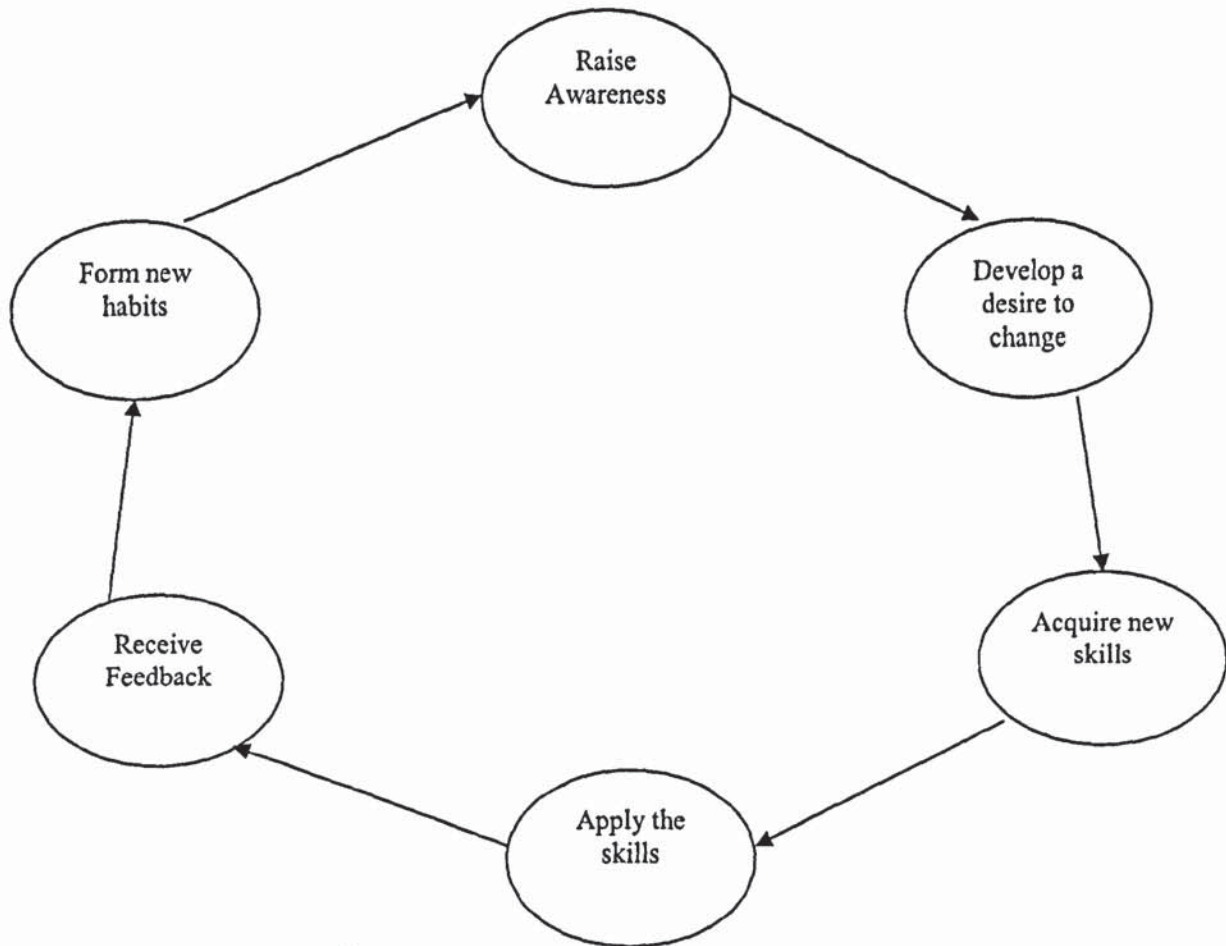 Raise
Awareness
Develop a
desire to
change
Acquire new
skills
Apply the
skills
Receive
Feedback
Form new
habits